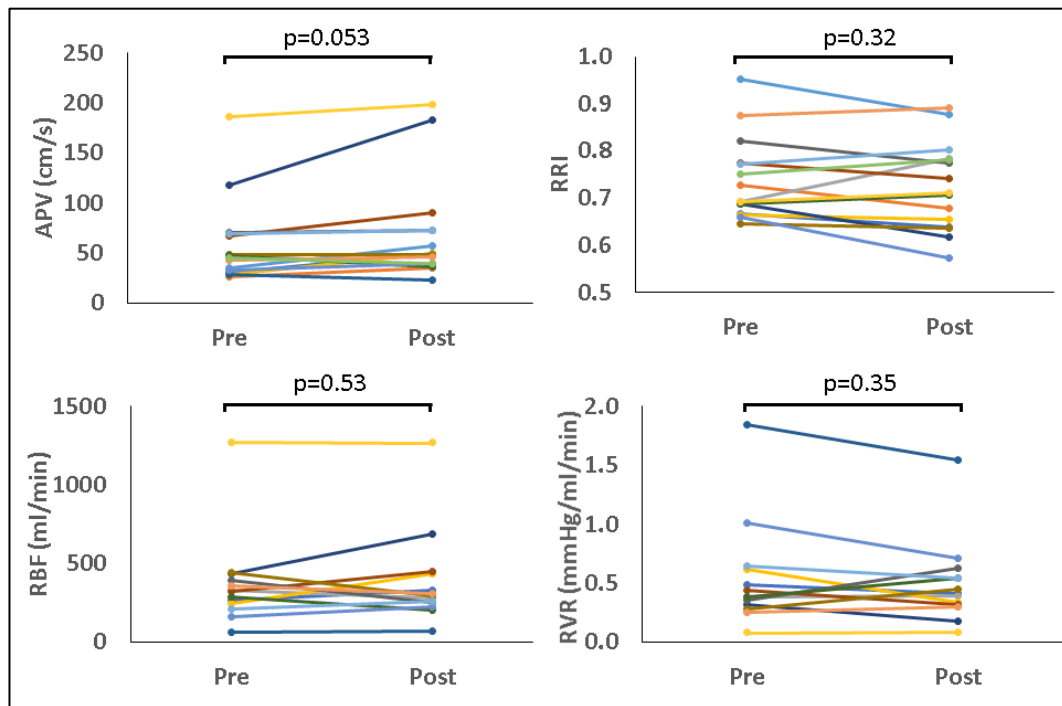 p=0.053
250
200
150
100
50
0
APV (cm/s)
Pre
Post
p=0.32
1.0
0.9
0.8
0.7
0.6
0.5
RRI
Pre
Post
p=0.53
1500
1000
500
0
RBF (ml/min)
Pre
Post
p=0.35
2.0
1.5
1.0
0.5
0.0
RVR (mmHg/ml/min)
Pre
Post